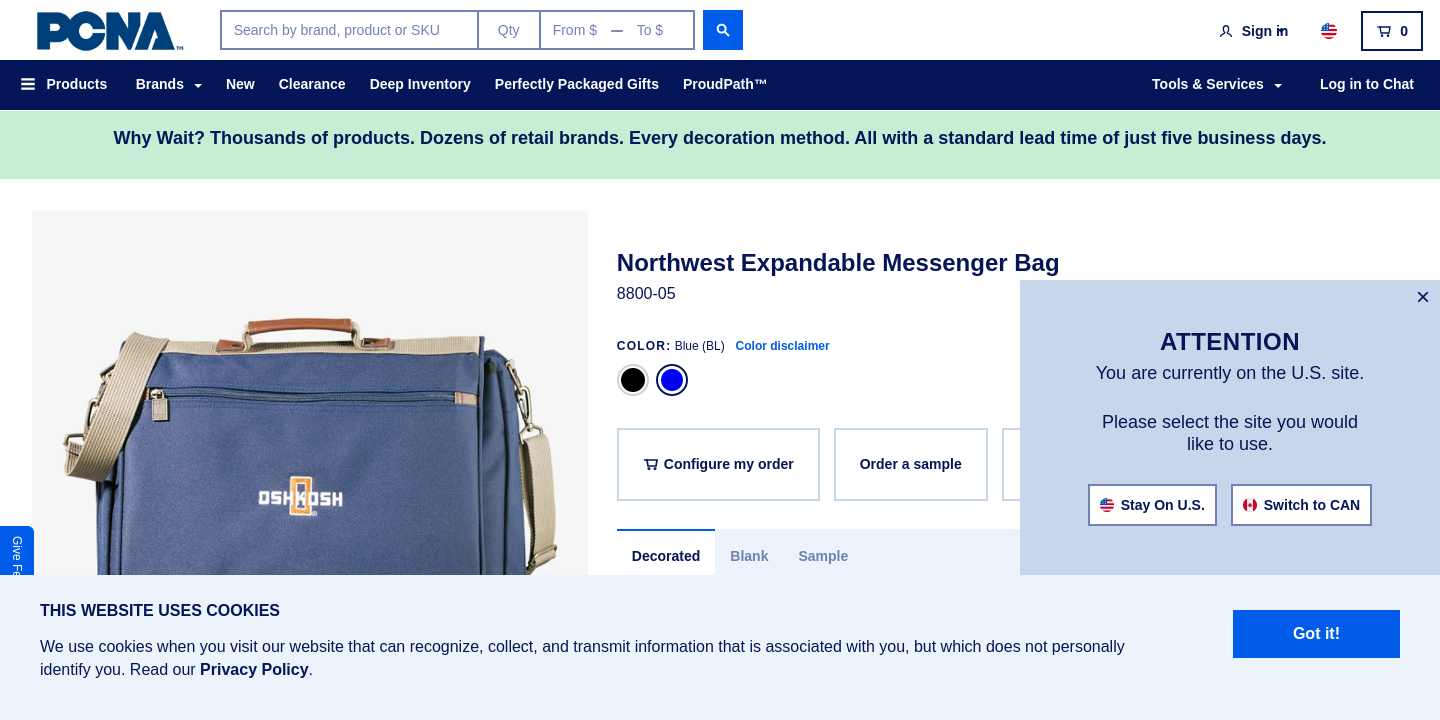 PCNA™
Search by brand, product or SKU
Qty
From $ — To $
Sign in
0
Products
Brands
New
Clearance
Deep Inventory
Perfectly Packaged Gifts
ProudPath™
Tools & Services
Log in to Chat
Why Wait? Thousands of products. Dozens of retail brands. Every decoration method. All with a standard lead time of just five business days.
OSHKOSH
Northwest Expandable Messenger Bag
8800-05
COLOR: Blue (BL) Color disclaimer
Configure my order
Order a sample
Decorated
Blank
Sample
×
ATTENTION
You are currently on the U.S. site.
Please select the site you would
like to use.
Stay On U.S.
Switch to CAN
Give
THIS WEBSITE USES COOKIES
We use cookies when you visit our website that can recognize, collect, and transmit information that is associated with you, but which does not personally
identify you. Read our Privacy Policy.
Got it!